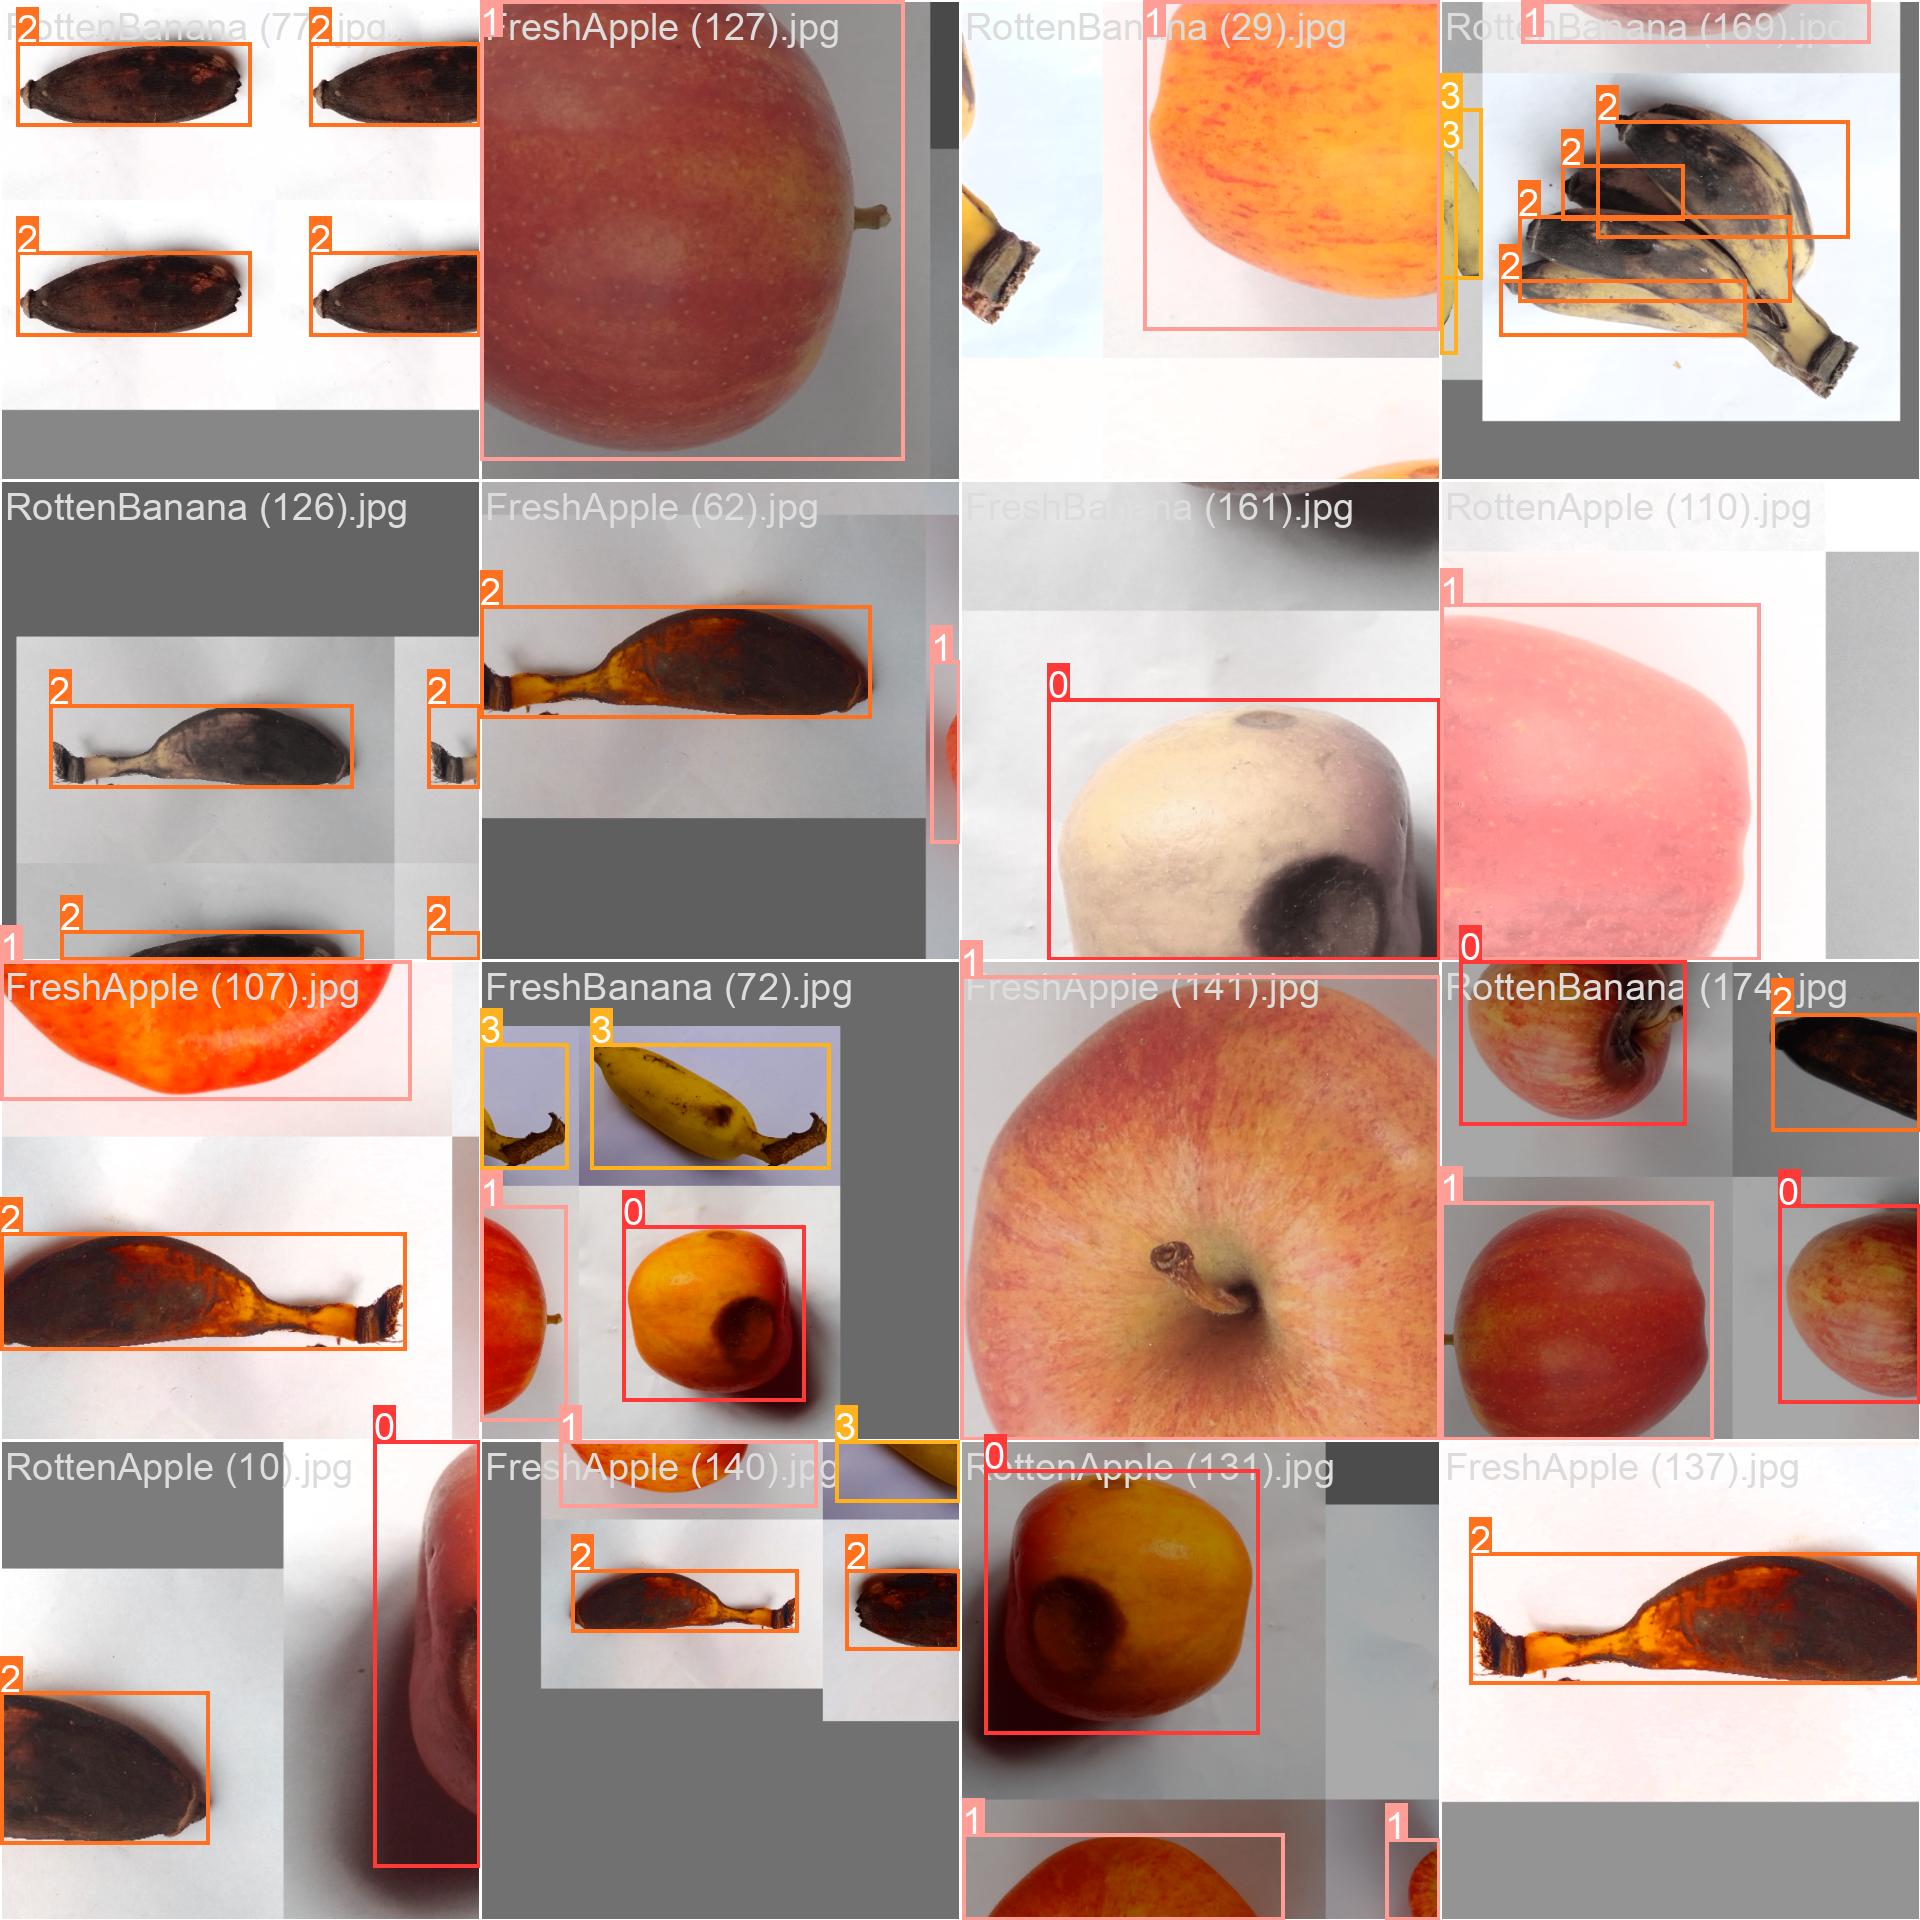 RottenBanana (77).jpg
2
2
2
2
FreshApple (127).jpg
1
RottenBanana (29).jpg
1
RottenBanana (169).jpg
1
3
3
2
2
2
2
RottenBanana (126).jpg
2
2
2
2
FreshApple (62).jpg
2
1
FreshBanana (161).jpg
0
RottenApple (110).jpg
1
FreshApple (107).jpg
1
2
FreshBanana (72).jpg
3
3
1
0
FreshApple (141).jpg
1
RottenBanana (174).jpg
0
2
1
0
RottenApple (10).jpg
0
2
FreshApple (140).jpg
1
3
2
2
RottenApple (131).jpg
0
1
1
FreshApple (137).jpg
2